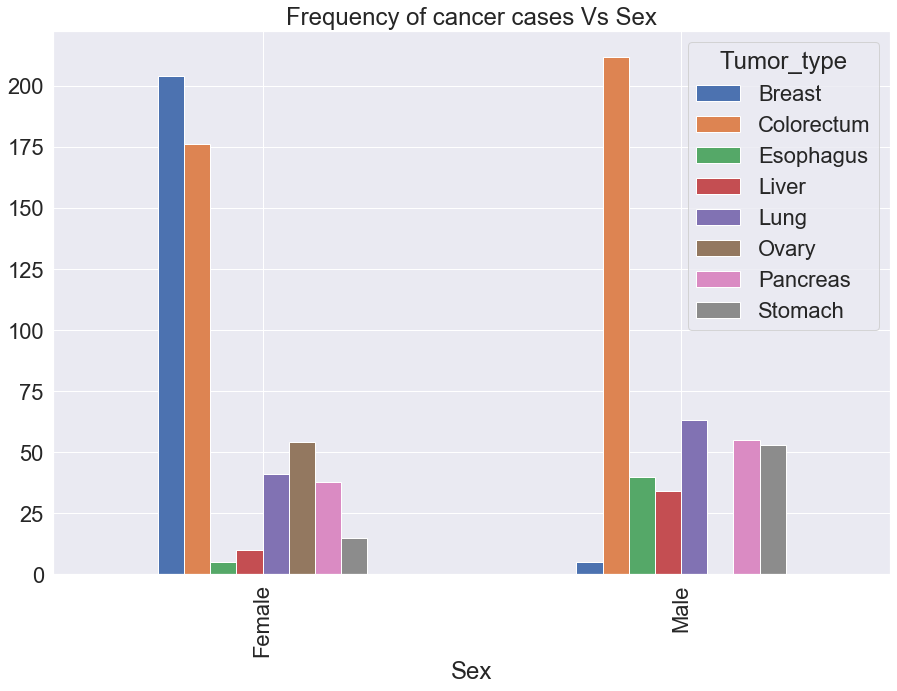 Frequency of cancer cases Vs Sex
Tumor_type
Breast
Colorectum
Esophagus
Liver
Lung
Ovary
Pancreas
Stomach
200
175
150
125
100
75
50
25
0
Female
Male
Sex